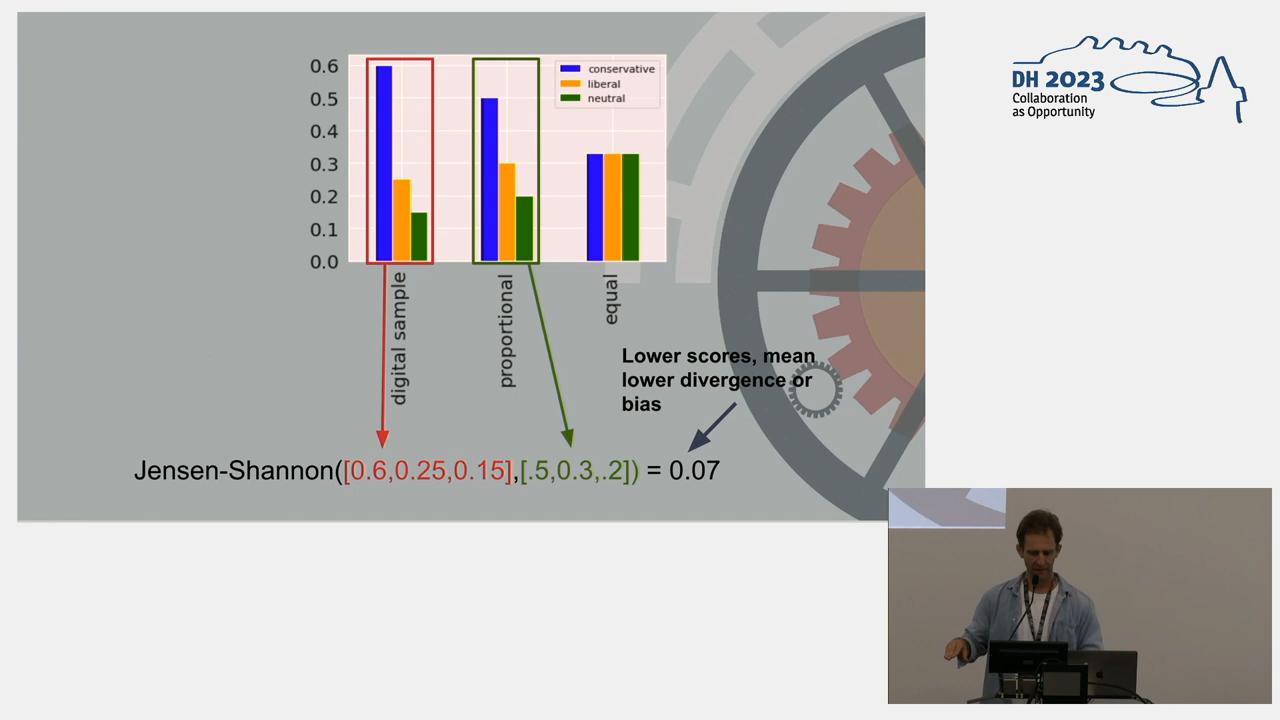 0.6
0.5
0.4
0.3
0.2
0.1
0.0
conservative
liberal
neutral
digital sample
proportional
equal
Lower scores, mean
lower divergence or
bias
Jensen-Shannon([0.6,0.25,0.15],[.5,0.3,.2]) = 0.07
DH 2023
Collaboration
as Opportunity